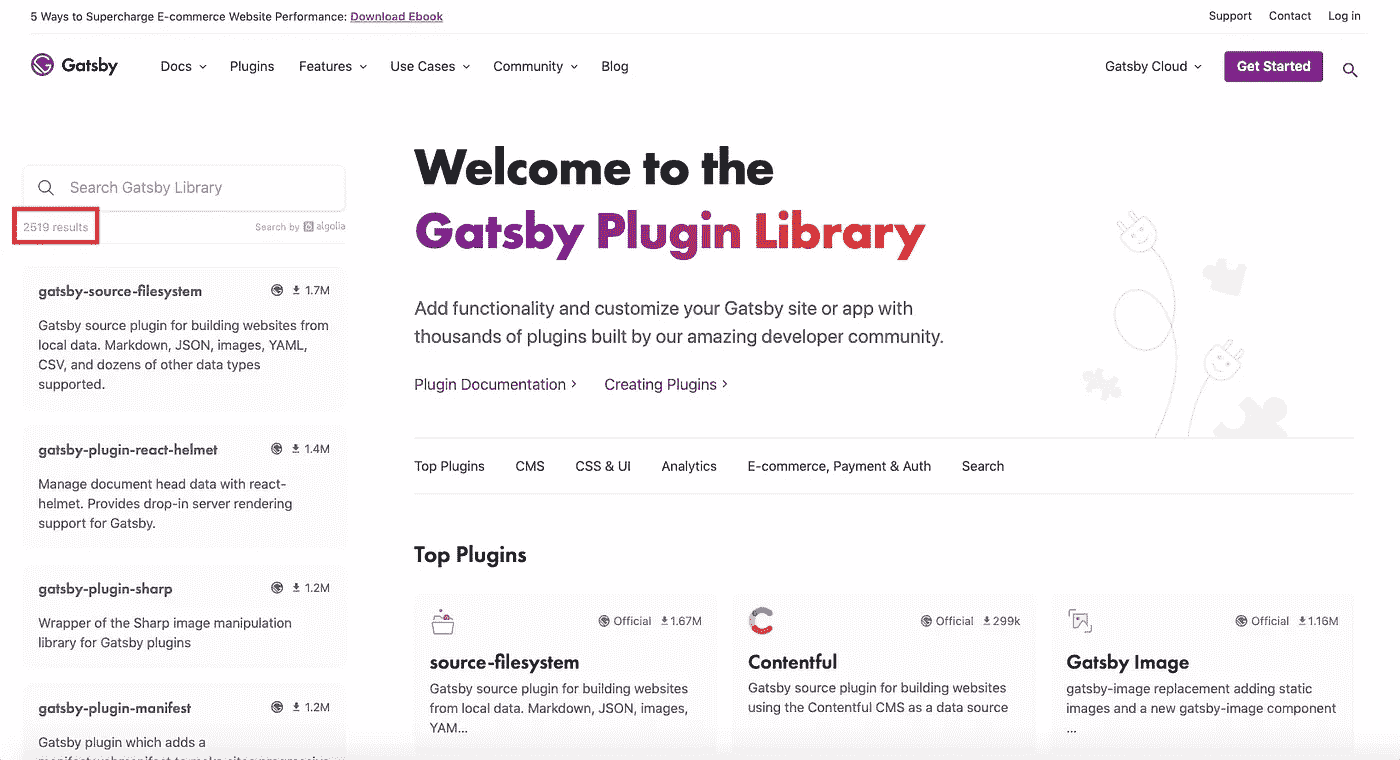 5 Ways to Supercharge E-commerce Website Performance: Download Ebook
Support Contact Log in
Gatsby Docs Plugins Features Use Cases Community Blog Gatsby Cloud Get Started
Search Gatsby Library
2519 results Search by algolia
gatsby-source-filesystem 1.7M
Gatsby source plugin for building websites from
local data. Markdown, JSON, images, YAML,
CSV, and dozens of other data types
supported.
gatsby-plugin-react-helmet 1.4M
Manage document head data with react-
helmet. Provides drop-in server rendering
support for Gatsby.
gatsby-plugin-sharp 1.2M
Wrapper of the Sharp image manipulation
library for Gatsby plugins
gatsby-plugin-manifest 1.2M
Gatsby plugin which adds a
Welcome to the
Gatsby Plugin Library
Add functionality and customize your Gatsby site or app with
thousands of plugins built by our amazing developer community.
Plugin Documentation > Creating Plugins >
Top Plugins CMS CSS & UI Analytics E-commerce, Payment & Auth Search
Top Plugins
Official 1.67M
source-filesystem
Gatsby source plugin for building websites
from local data. Markdown, JSON, images,
YAM...
Official 299k
Contentful
Gatsby source plugin for building websites
using the Contentful CMS as a data source
Official 1.16M
Gatsby Image
gatsby-image replacement adding static
images and a new gatsby-image component
...